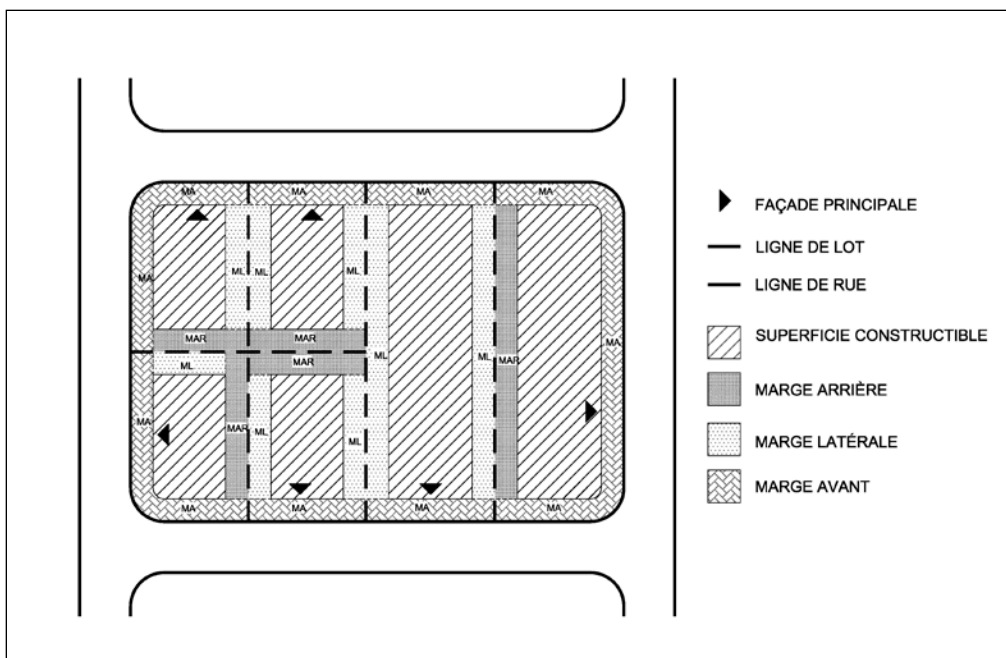 MA MA MA MA
ML ML ML
MA
MAR MAR
MAR
ML
ML ML MAR MA
MA
MAR ML ML
MA MA MA MA
FAÇADE PRINCIPALE
LIGNE DE LOT
LIGNE DE RUE
SUPERFICIE CONSTRUCTIBLE
MARGE ARRIÈRE
MARGE LATÉRALE
MARGE AVANT